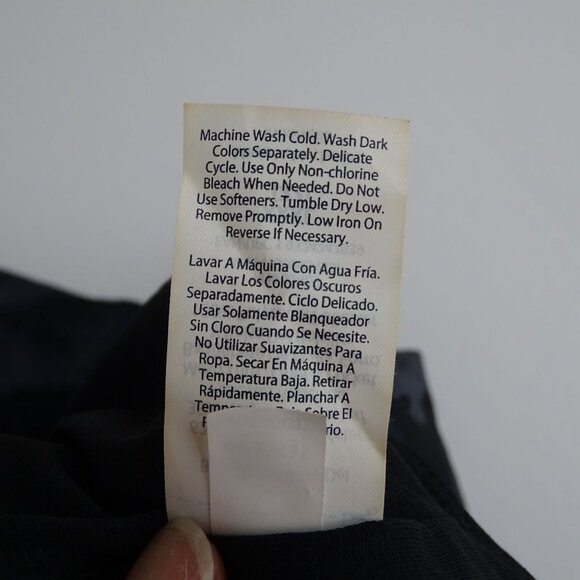 Machine Wash Cold. Wash Dark
Colors Separately. Delicate
Cycle. Use Only Non-chlorine
Bleach When Needed. Do Not
Use Softeners. Tumble Dry Low.
Remove Promptly. Low Iron On
Reverse If Necessary.
Lavar A Máquina Con Agua Fría.
Lavar Los Colores Oscuros
Separadamente. Ciclo Delicado.
Usar Solamente Blanqueador
Sin Cloro Cuando Se Necesite.
No Utilizar Suavizantes Para
Ropa. Secar En Máquina A
Temperatura Baja. Retirar
Rápidamente. Planchar A
Sobre El